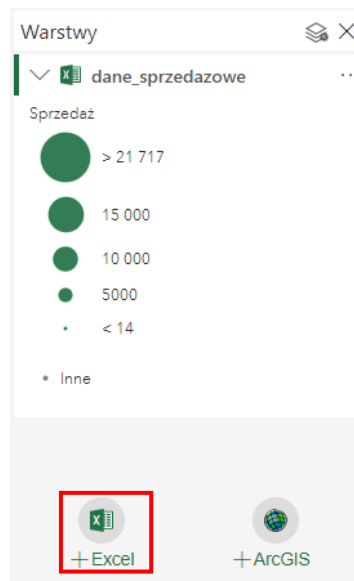 Warstwy
dane_sprzedazowe
Sprzedaż
> 21 717
15 000
10 000
5000
< 14
Inne
+Excel
+ArcGIS